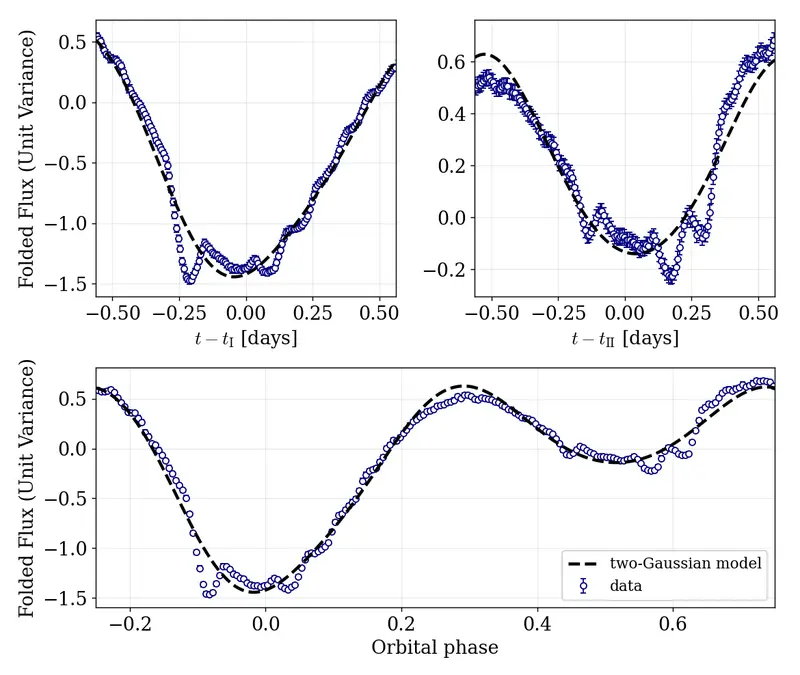 Folded Flux (Unit Variance)
0.5
0.0
−0.5
−1.0
−1.5
−0.50 −0.25 0.00 0.25 0.50
t − tI [days]
0.6
0.4
0.2
0.0
−0.2
−0.50 −0.25 0.00 0.25 0.50
t − tII [days]
Folded Flux (Unit Variance)
0.5
0.0
−0.5
−1.0
−1.5
two-Gaussian model
data
−0.2 0.0 0.2 0.4 0.6
Orbital phase